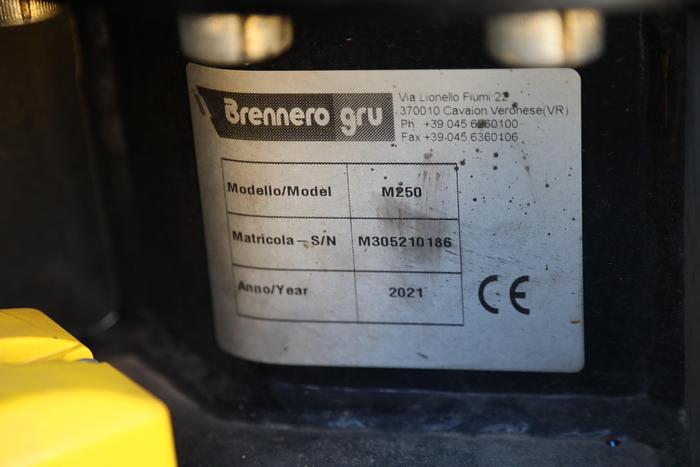 Brennero gru
Via Lionello Fiumi 22
370010 Cavaion Veronese(VR)
Ph. +39 045 6360100
Fax +39 045 6360106
Modello/Model M250
Matricola – S/N M305210186
Anno/Year 2021
CE